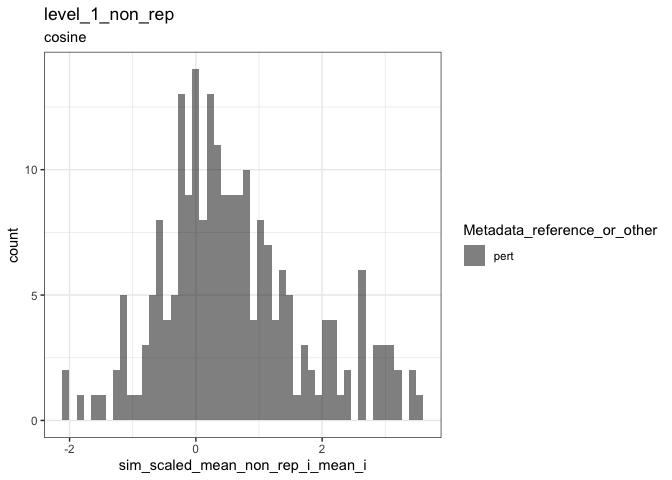 level_1_non_rep
cosine
10
5
0
count
-2 0 2
sim_scaled_mean_non_rep_i_mean_i
Metadata_reference_or_other
pert